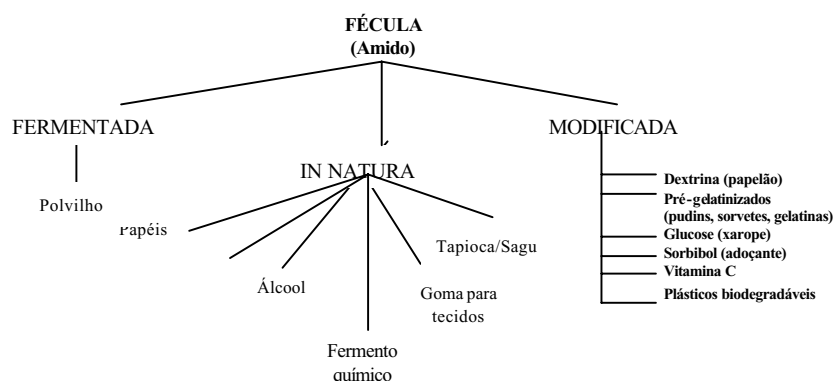 FÉCULA
(Amido)
FERMENTADA
MODIFICADA
IN NATURA
Polvilho
Papéis
Álcool
Fermento
químico
Goma para
tecidos
Tapioca/Sagu
Dextrina (papelão)
Pré-gelatinizados
(pudins, sorvetes, gelatinas)
Glucose (xarope)
Sorbibol (adoçante)
Vitamina C
Plásticos biodegradáveis